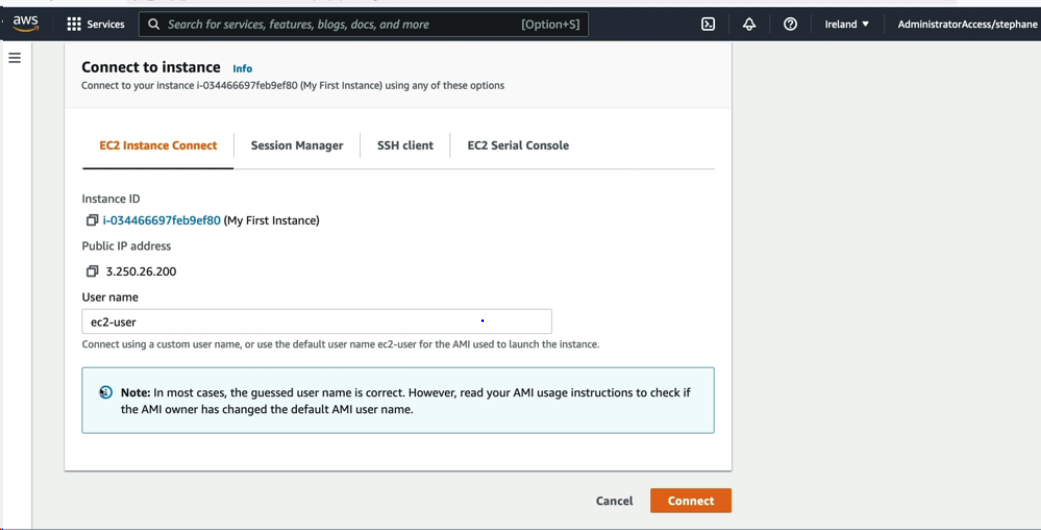 aws
Services
Search for services, features, blogs, docs, and more
[Option+S]
Ireland ▼
AdministratorAccess/stephane
Connect to instance Info
Connect to your instance i-034466697feb9ef80 (My First Instance) using any of these options
EC2 Instance Connect
Session Manager
SSH client
EC2 Serial Console
Instance ID
i-034466697feb9ef80 (My First Instance)
Public IP address
3.250.26.200
User name
ec2-user
Connect using a custom user name, or use the default user name ec2-user for the AMI used to launch the instance.
Note: In most cases, the guessed user name is correct. However, read your AMI usage instructions to check if
the AMI owner has changed the default AMI user name.
Cancel
Connect